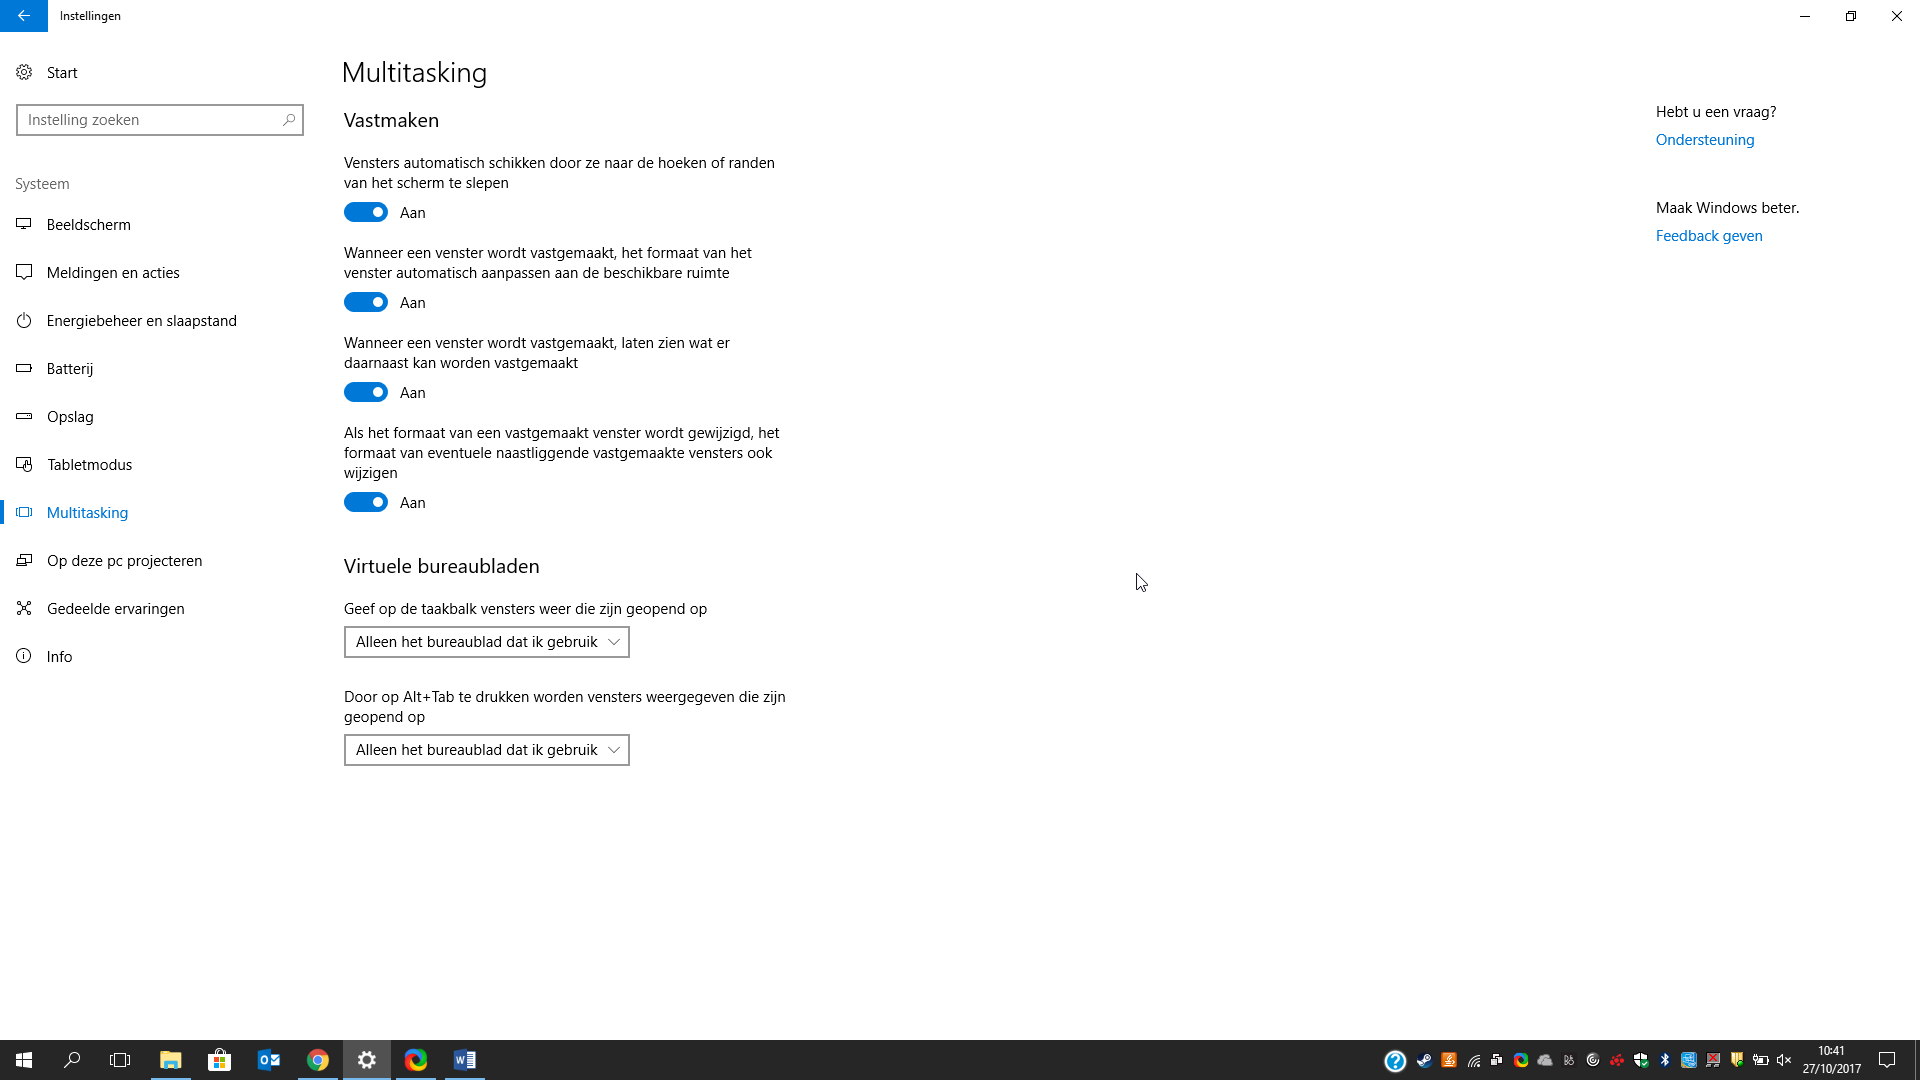 Instellingen
Start
Instelling zoeken
Systeem
Beeldscherm
Meldingen en acties
Energiebeheer en slaapstand
Batterij
Opslag
Tabletmodus
Multitasking
Op deze pc projecteren
Gedeelde ervaringen
Info
Multitasking
Vastmaken
Vensters automatisch schikken door ze naar de hoeken of randen
van het scherm te slepen
Aan
Wanneer een venster wordt vastgemaakt, het formaat van het
venster automatisch aanpassen aan de beschikbare ruimte
Aan
Wanneer een venster wordt vastgemaakt, laten zien wat er
daarnaast kan worden vastgemaakt
Aan
Als het formaat van een vastgemaakt venster wordt gewijzigd, het
formaat van eventuele naastliggende vastgemaakte vensters ook
wijzigen
Aan
Virtuele bureaubladen
Geef op de taakbalk vensters weer die zijn geopend op
Alleen het bureaublad dat ik gebruik
Door op Alt+Tab te drukken worden vensters weergegeven die zijn
geopend op
Alleen het bureaublad dat ik gebruik
Hebt u een vraag?
Ondersteuning
Maak Windows beter.
Feedback geven
10:41
27/10/2017